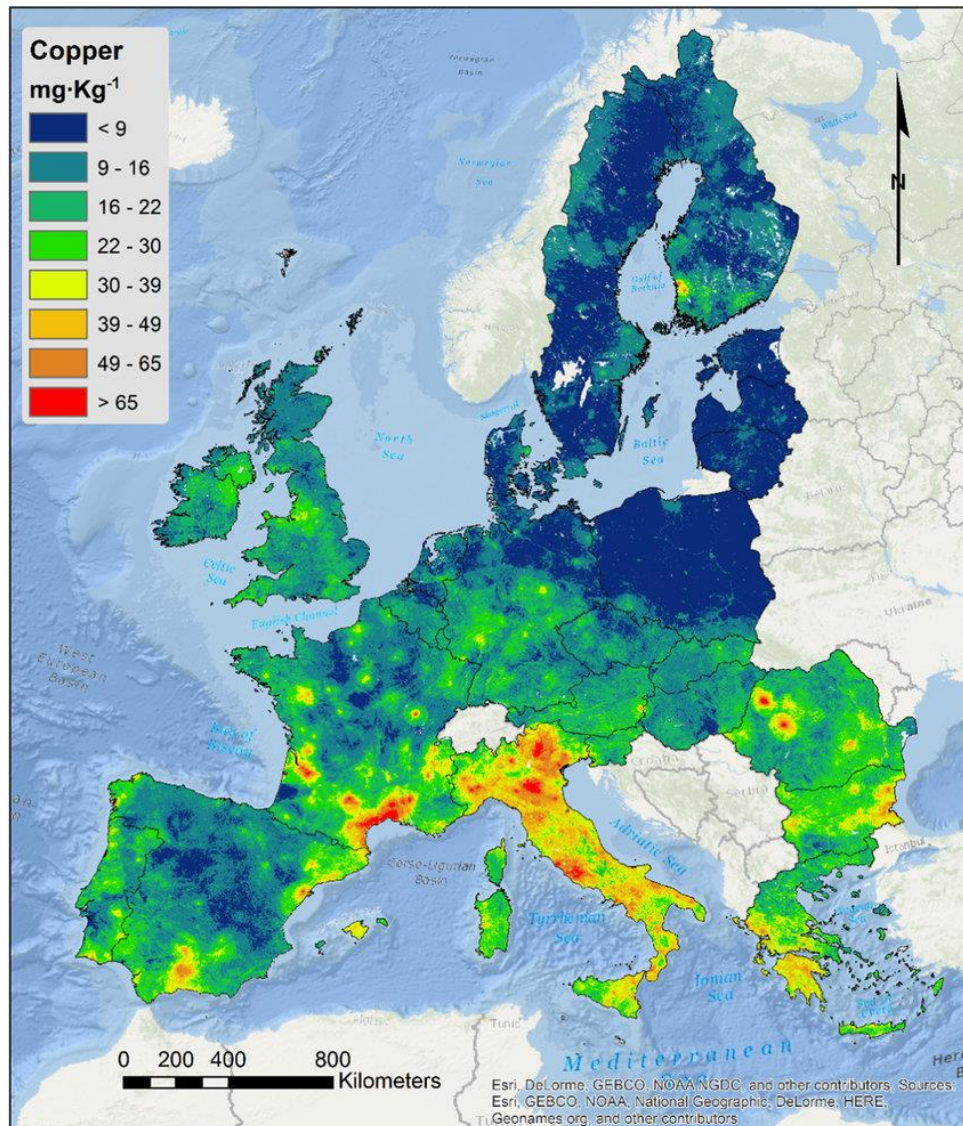 Copper
mg·Kg⁻¹
< 9
9 - 16
16 - 22
22 - 30
30 - 39
39 - 49
49 - 65
> 65
N
Norwegian
Basin
White Sea
Norwegian
Sea
Gulf of
Bothnia
North
Sea
Baltic
Sea
Belarus
Celtic
Sea
English Channel
Ukraine
West
European
Basin
Bay of
Biscay
Croatia
Serbia
Adriatic Sea
Istanbul
Corso-Ligurian
Basin
Tyrrhenian
Sea
Aegean
Sea
Ionian
Sea
Sea of
Crete
Tunis
Mediterranean
0 200 400 800
Kilometers
Esri, DeLorme, GEBCO, NOAA NGDC, and other contributors, Sources:
Esri, GEBCO, NOAA, National Geographic, DeLorme, HERE,
Geonames.org, and other contributors